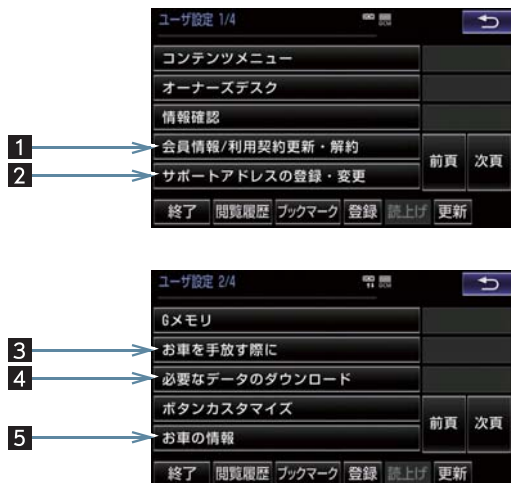 ユーザ設定 1/4
コンテンツメニュー
オーナーズデスク
情報確認
1 会員情報/利用契約更新・解約
2 サポートアドレスの登録・変更
前頁 次頁
終了 閲覧履歴 ブックマーク 登録 読上げ 更新
ユーザ設定 2/4
Gメモリ
3 お車を手放す際に
4 必要なデータのダウンロード
ボタンカスタマイズ
5 お車の情報
前頁 次頁
終了 閲覧履歴 ブックマーク 登録 読上げ 更新